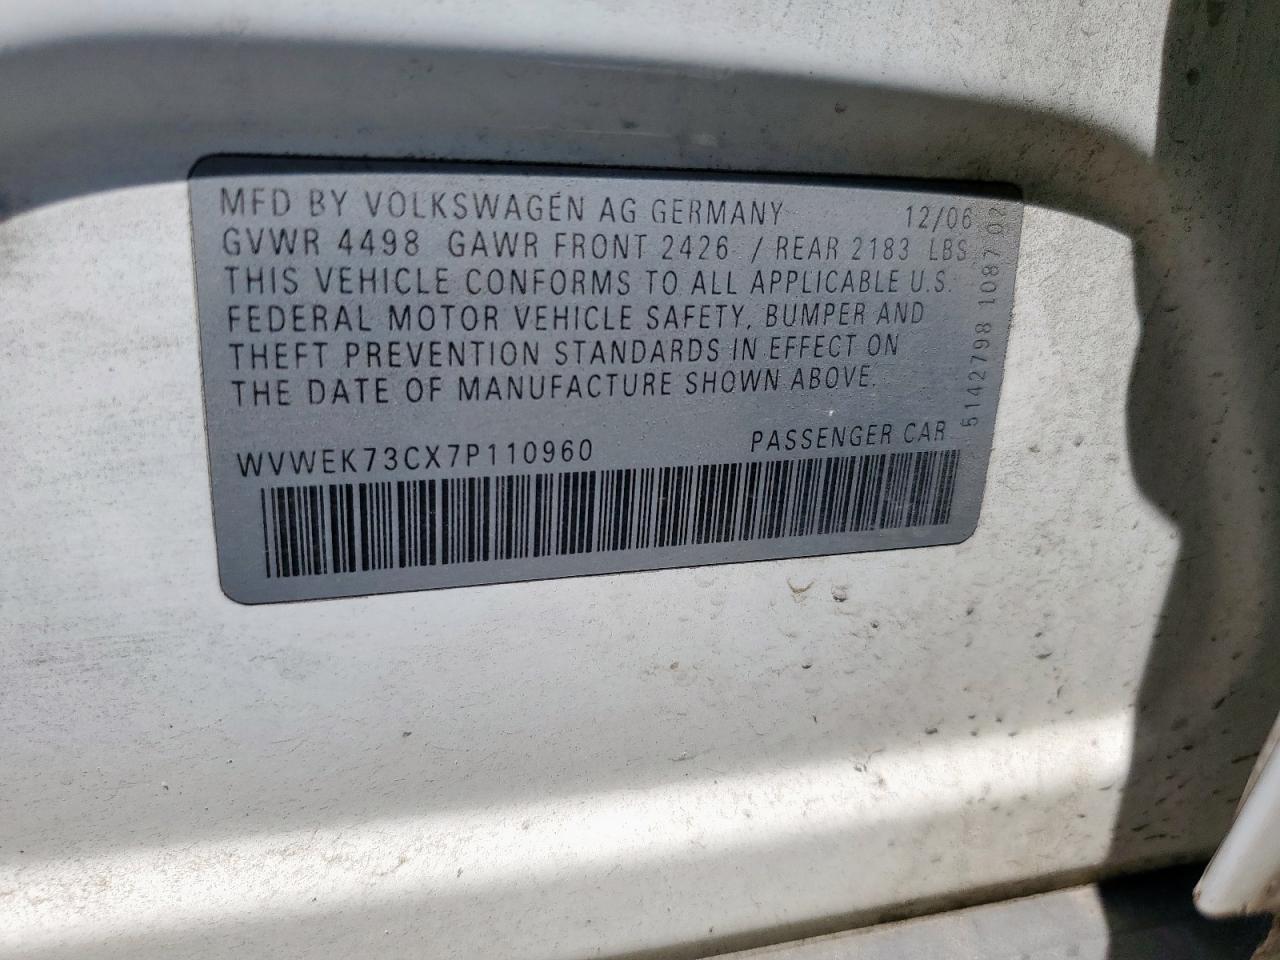 MFD BY VOLKSWAGEN AG GERMANY 12/06
GVWR 4498 GAWR FRONT 2426 / REAR 2183 LBS
THIS VEHICLE CONFORMS TO ALL APPLICABLE U.S.
FEDERAL MOTOR VEHICLE SAFETY, BUMPER AND
THEFT PREVENTION STANDARDS IN EFFECT ON
THE DATE OF MANUFACTURE SHOWN ABOVE.
WVWEK73CX7P110960 PASSENGER CAR
5142798 1087 02